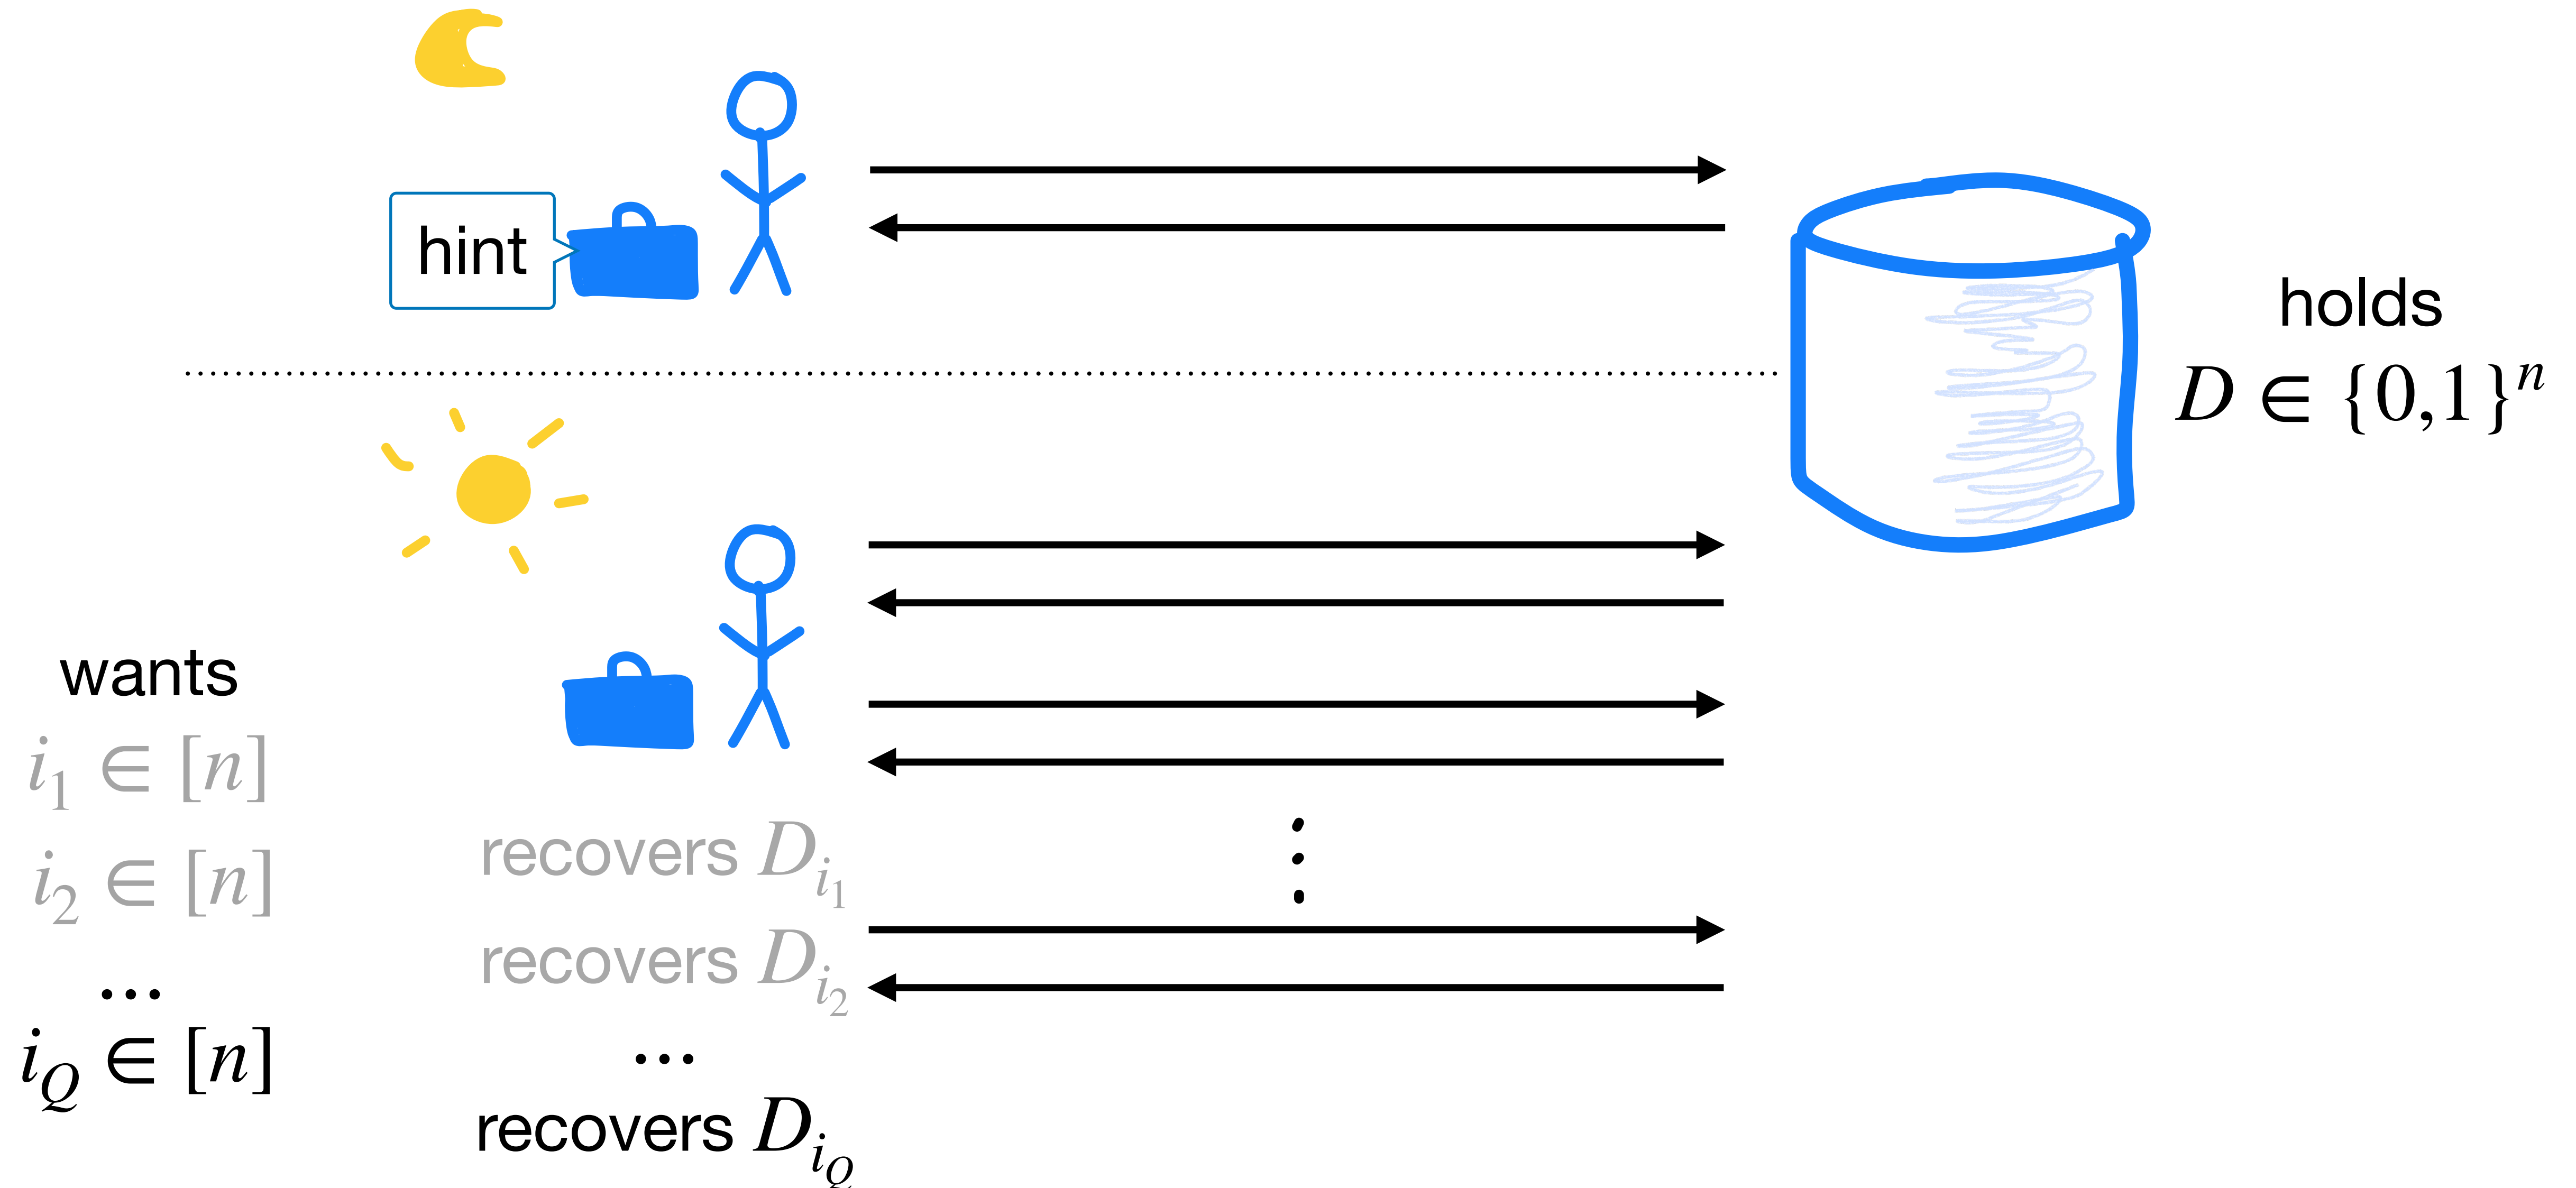 hint
holds
D ∈ {0,1}ⁿ
wants
i₁ ∈ [n]
i₂ ∈ [n]
...
i_Q ∈ [n]
recovers D_{i₁}
recovers D_{i₂}
...
recovers D_{i_Q}